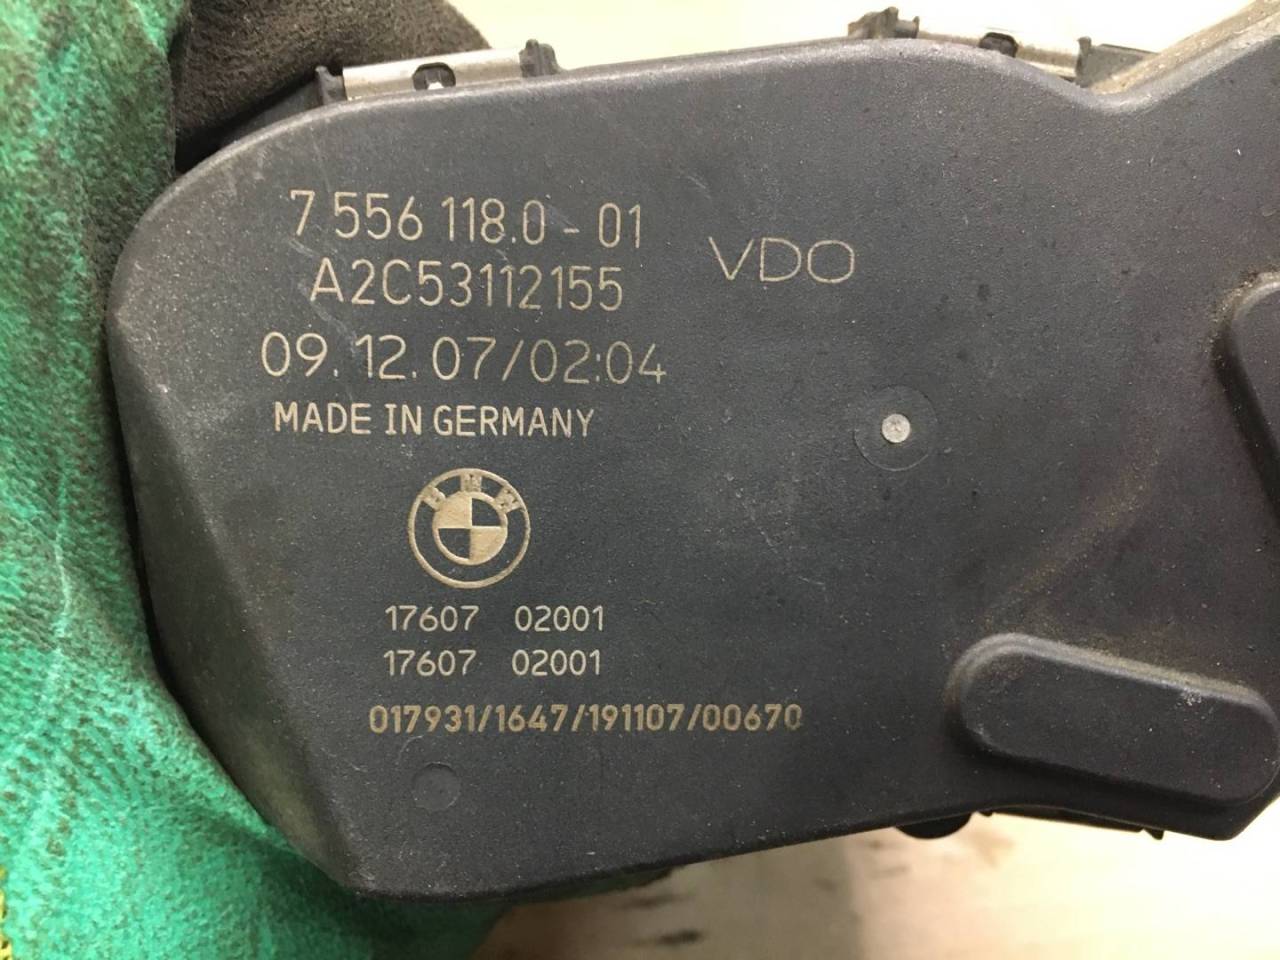 7 556 118.0 - 01
VDO
A2C53112155
09.12.07/02:04
MADE IN GERMANY
BMW
17607 02001
17607 02001
017931/1647/191107/00670